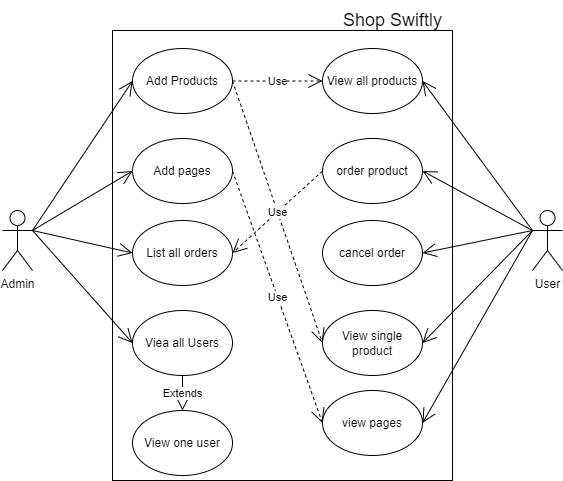 Shop Swiftly
Add Products
Use
View all products
Add pages
order product
Use
List all orders
cancel order
Admin
User
Use
Viea all Users
View single
product
Extends
view pages
View one user